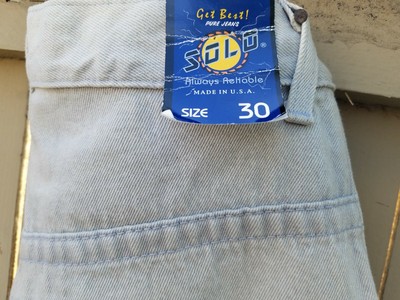 Get Best!
PURE JEANS
SOLO®
Always Reliable
MADE IN U.S.A.
SIZE 30